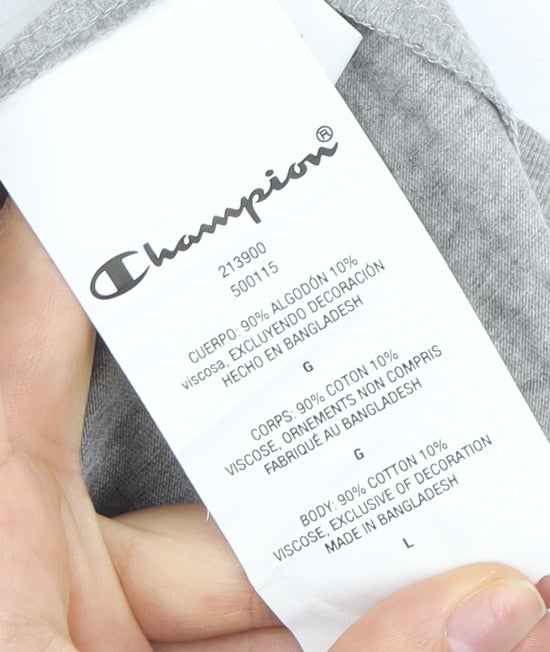 Champion®
213900
500115
CUERPO: 90% ALGODÓN 10%
viscosa, EXCLUYENDO DECORACIÓN
HECHO EN BANGLADESH
G
CORPS: 90% COTON 10%
VISCOSE, ORNEMENTS NON COMPRIS
FABRIQUÉ AU BANGLADESH
G
BODY: 90% COTTON 10%
VISCOSE, EXCLUSIVE OF DECORATION
MADE IN BANGLADESH
L